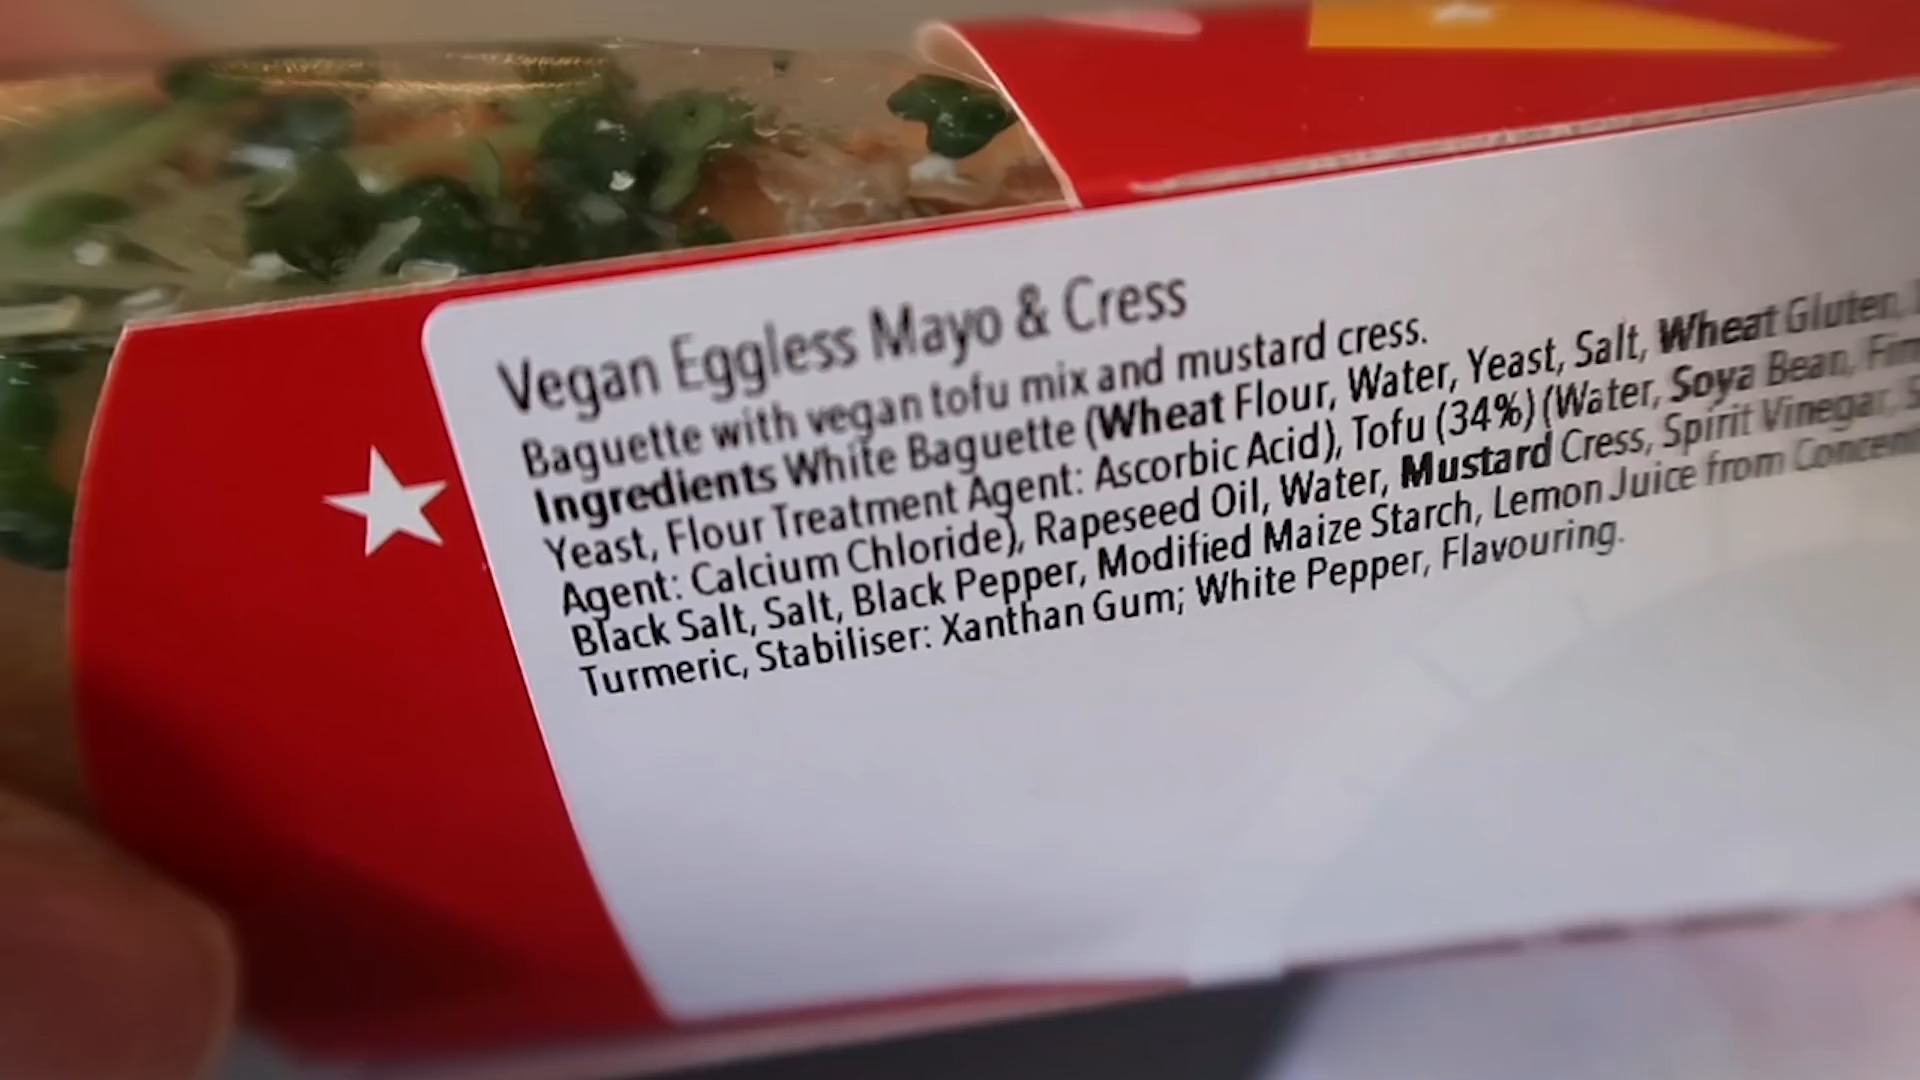 Vegan Eggless Mayo & Cress
Baguette with vegan tofu mix and mustard cress.
Ingredients White Baguette (Wheat Flour, Water, Yeast, Salt, Wheat Gluten,
Yeast, Flour Treatment Agent: Ascorbic Acid), Tofu (34%) (Water, Soya Bean,
Agent: Calcium Chloride), Rapeseed Oil, Water, Mustard Cress, Spirit Vinegar,
Black Salt, Salt, Black Pepper, Modified Maize Starch, Lemon Juice from
Turmeric, Stabiliser: Xanthan Gum; White Pepper, Flavouring.